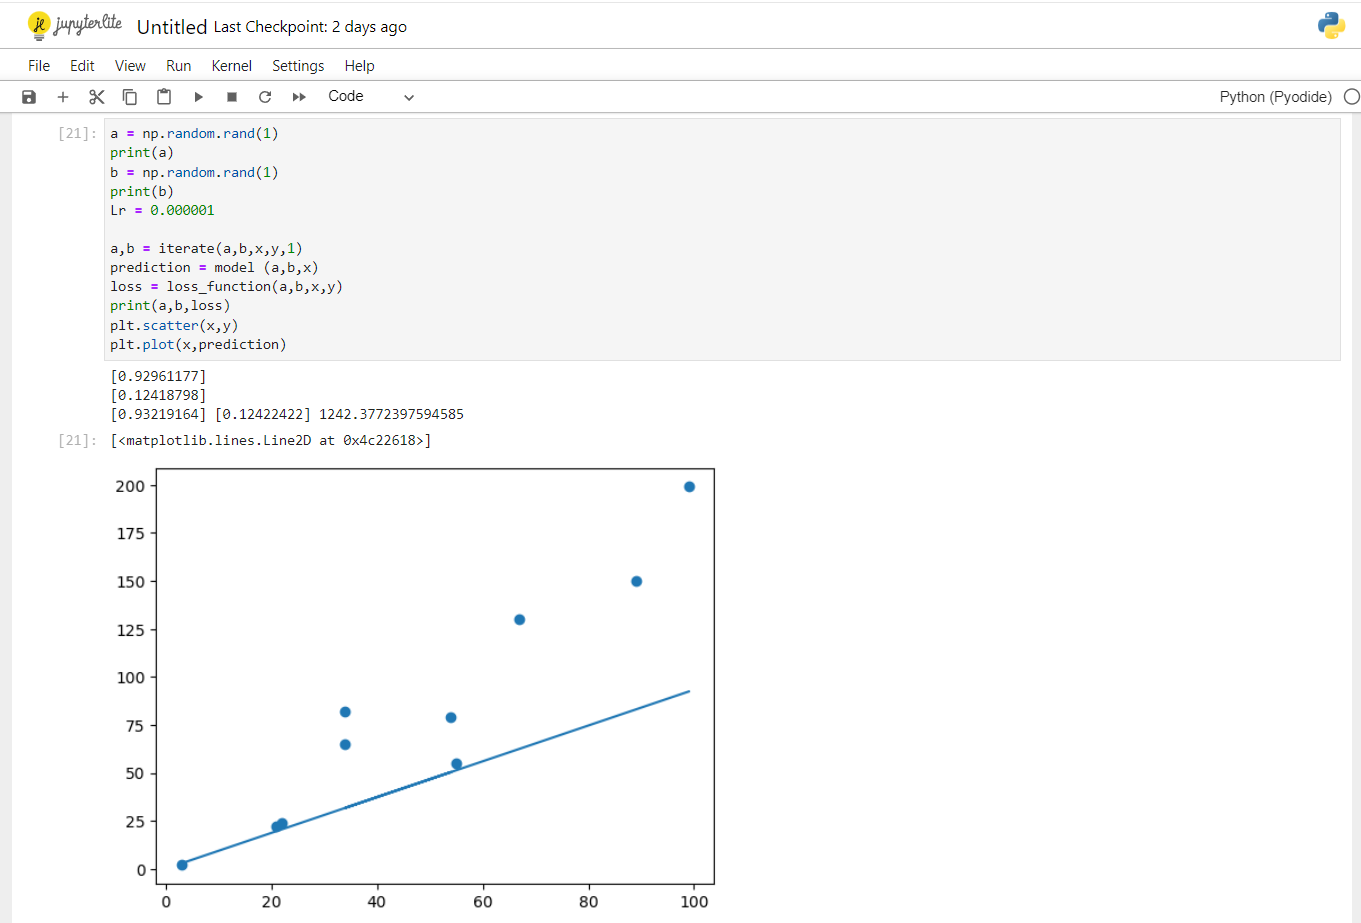 jupyterlite Untitled Last Checkpoint: 2 days ago
File Edit View Run Kernel Settings Help
Code Python (Pyodide)
[21]: a = np.random.rand(1)
print(a)
b = np.random.rand(1)
print(b)
Lr = 0.000001
a,b = iterate(a,b,x,y,1)
prediction = model (a,b,x)
loss = loss_function(a,b,x,y)
print(a,b,loss)
plt.scatter(x,y)
plt.plot(x,prediction)
[0.92961177]
[0.12418798]
[0.93219164] [0.12422422] 1242.3772397594585
[21]: [<matplotlib.lines.Line2D at 0x4c22618>]
200
175
150
125
100
75
50
25
0
0 20 40 60 80 100